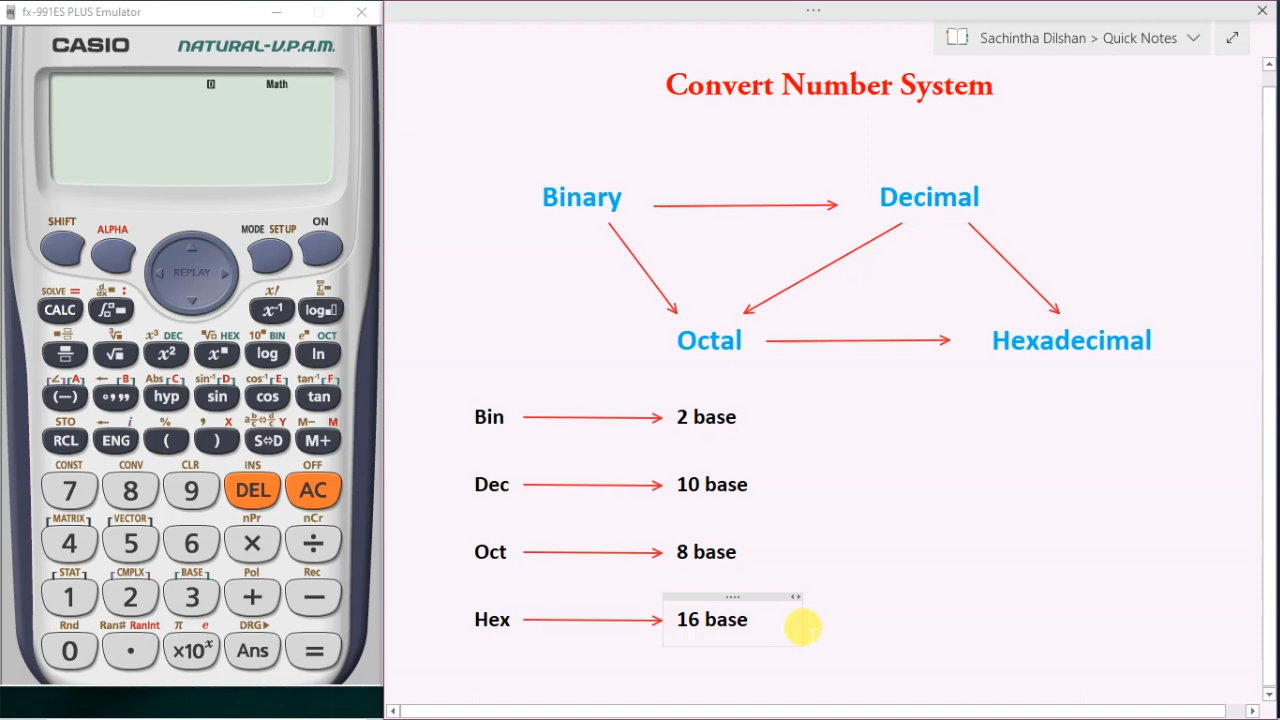 fx-991ES PLUS Emulator
CASIO NATURAL-V.P.A.M.
D Math
SHIFT ALPHA MODE SETUP ON
REPLAY
SOLVE = : x!
CALC x⁻¹ log
x³ DEC HEX 10 BIN e OCT
x² x log ln
A B Abs C sin⁻¹ D cos⁻¹ E tan⁻¹ F
(—) hyp sin cos tan
STO ← i % , X Y M− M
RCL ENG ( ) S⇔D M+
CONST CONV CLR INS OFF
7 8 9 DEL AC
MATRIX VECTOR nPr nCr
4 5 6 × ÷
STAT CMPLX BASE Pol Rec
1 2 3 + −
Rnd Ran# RanInt π e DRG▶
0 . ×10ˣ Ans =
Sachintha Dilshan > Quick Notes
Convert Number System
Binary Decimal
Octal Hexadecimal
Bin 2 base
Dec 10 base
Oct 8 base
Hex 16 base